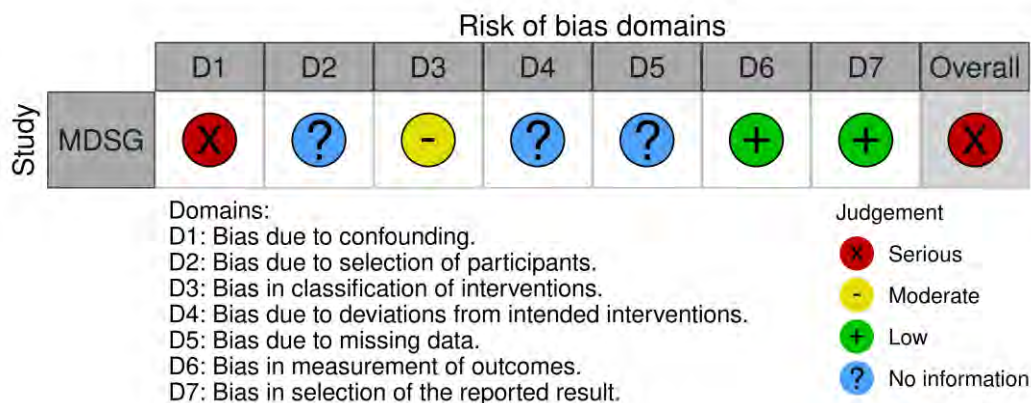 Risk of bias domains
D1 D2 D3 D4 D5 D6 D7 Overall
Study
MDSG X ? - ? ? + + X
Domains:
D1: Bias due to confounding.
D2: Bias due to selection of participants.
D3: Bias in classification of interventions.
D4: Bias due to deviations from intended interventions.
D5: Bias due to missing data.
D6: Bias in measurement of outcomes.
D7: Bias in selection of the reported result.
Judgement
X Serious
- Moderate
+ Low
? No information